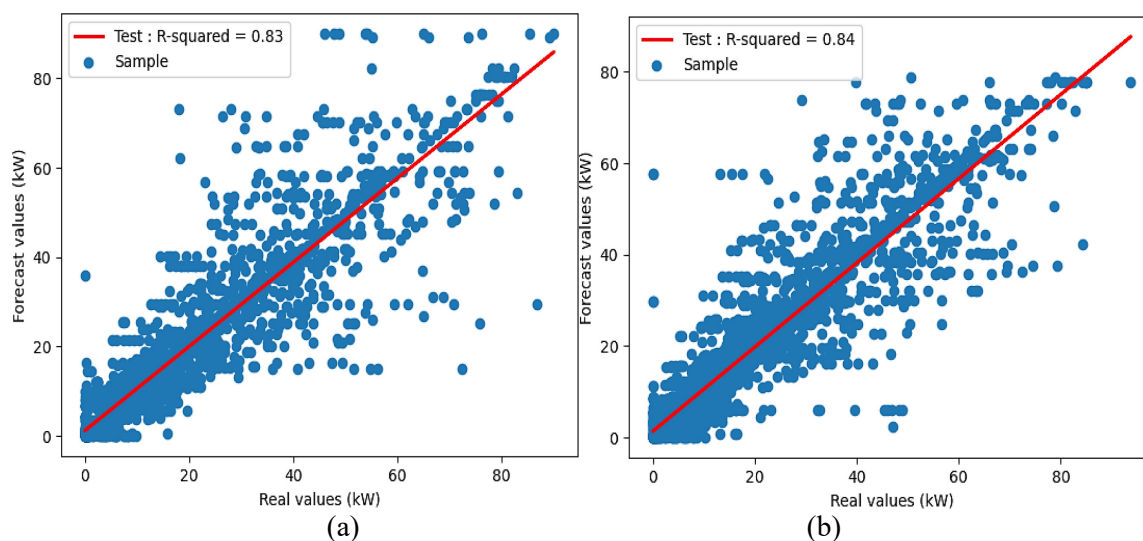 Test : R-squared = 0.83
Sample
Forecast values (kW)
80
60
40
20
0
0 20 40 60 80
Real values (kW)
(a)
Test : R-squared = 0.84
Sample
Forecast values (kW)
80
60
40
20
0
0 20 40 60 80
Real values (kW)
(b)